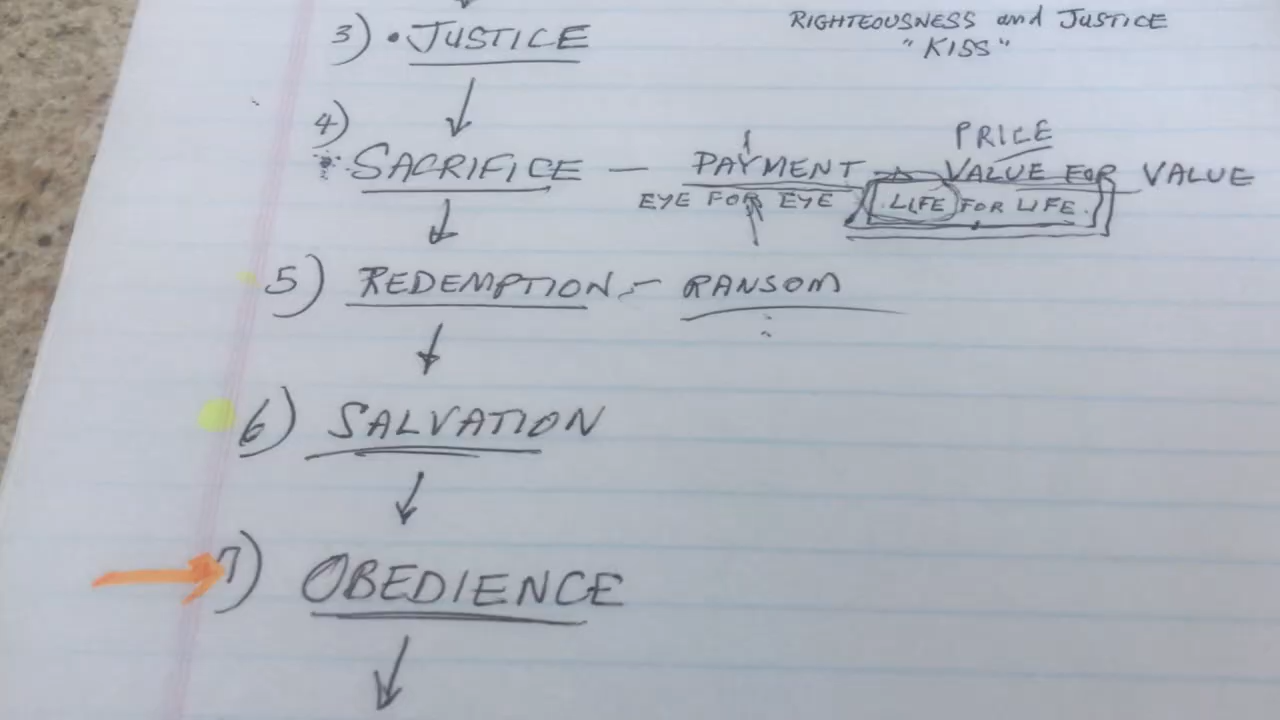 RIGHTEOUSNESS and JUSTICE
3) • JUSTICE
"KISS"
4)
PRICE
SACRIFICE — PAYMENT — VALUE FOR VALUE
EYE FOR EYE LIFE FOR LIFE.
5) REDEMPTION - RANSOM
6) SALVATION
7) OBEDIENCE